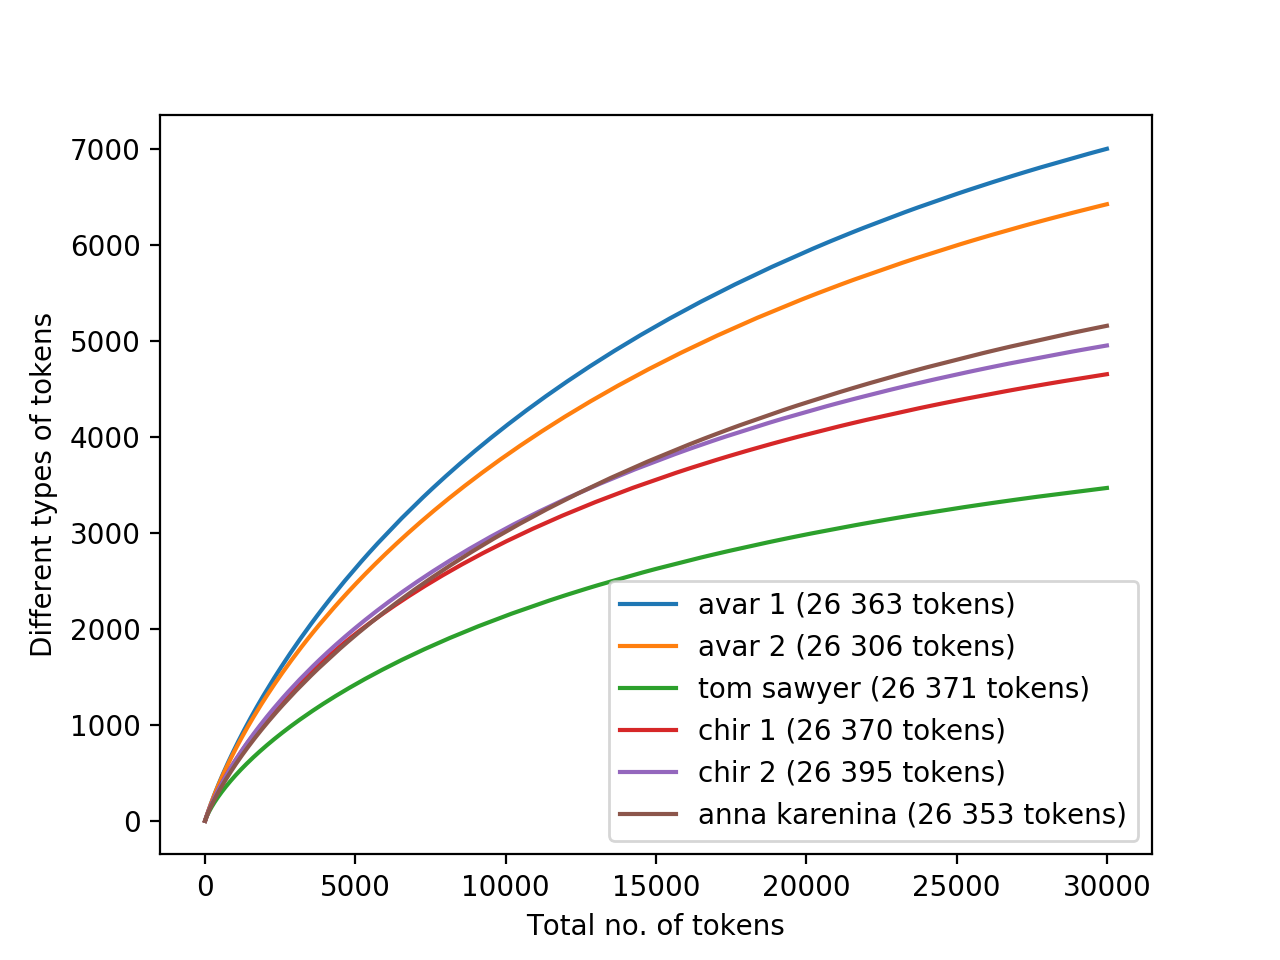 7000
6000
5000
4000
3000
2000
1000
0
Different types of tokens
avar 1 (26 363 tokens)
avar 2 (26 306 tokens)
tom sawyer (26 371 tokens)
chir 1 (26 370 tokens)
chir 2 (26 395 tokens)
anna karenina (26 353 tokens)
0 5000 10000 15000 20000 25000 30000
Total no. of tokens